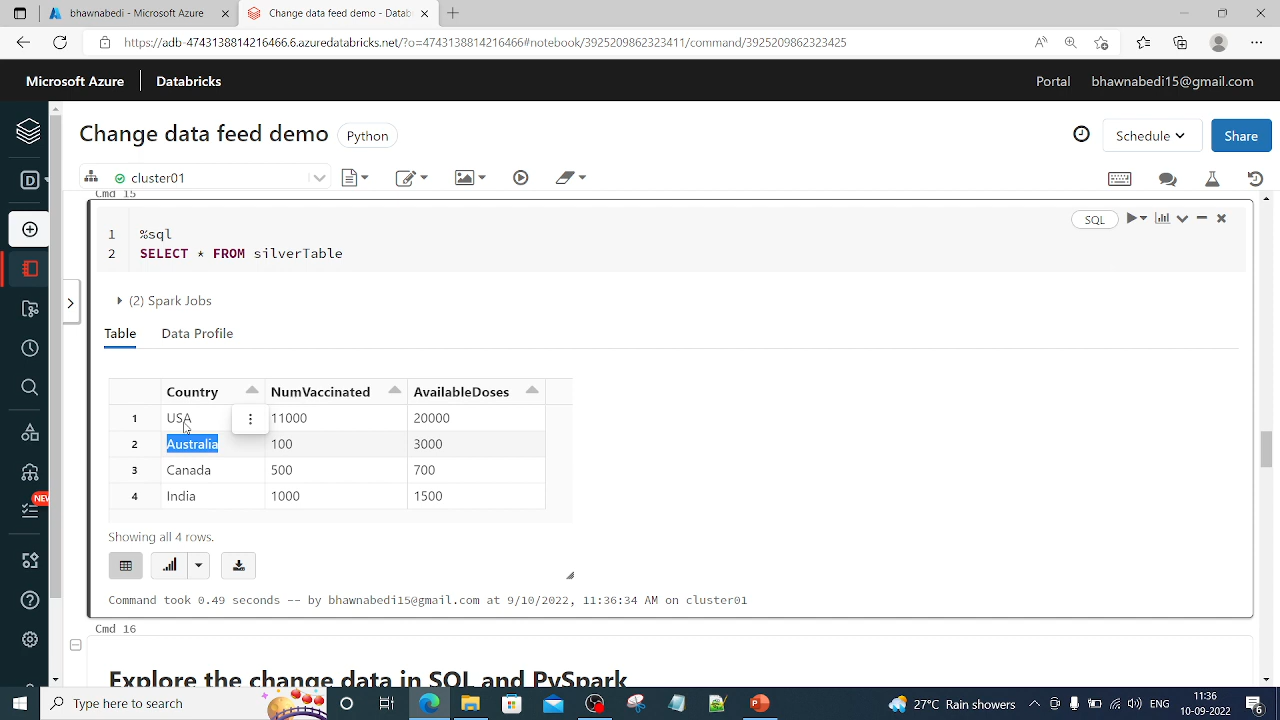 bhawnabedi - Microsoft Azure
Change data feed demo - Datab
https://adb-4743138814216466.6.azuredatabricks.net/?o=4743138814216466#notebook/3925209862323411/command/3925209862323425
Microsoft Azure
Databricks
Portal
bhawnabedi15@gmail.com
Change data feed demo
Python
Schedule
Share
cluster01
Cmd 15
SQL
1 %sql
2 SELECT * FROM silverTable
(2) Spark Jobs
Table Data Profile
Country NumVaccinated AvailableDoses
1 USA 11000 20000
2 Australia 100 3000
3 Canada 500 700
4 India 1000 1500
Showing all 4 rows.
Command took 0.49 seconds -- by bhawnabedi15@gmail.com at 9/10/2022, 11:36:34 AM on cluster01
Cmd 16
Explore the change data in SQL and PySpark
NEW
Type here to search
27°C Rain showers
ENG
11:36
10-09-2022